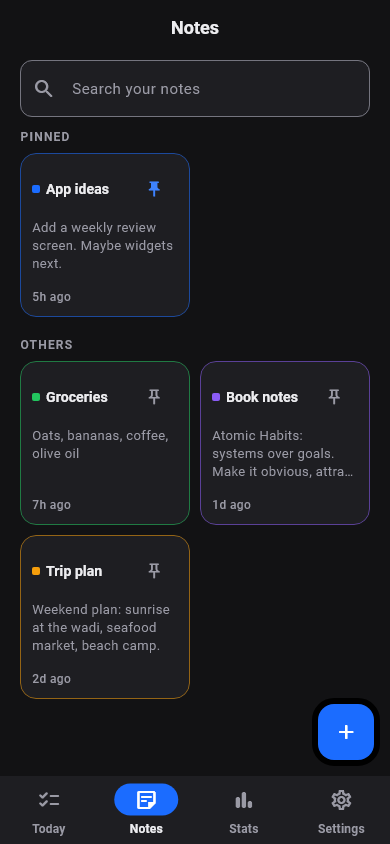 Notes
Search your notes
PINNED
App ideas
Add a weekly review
screen. Maybe widgets
next.
5h ago
OTHERS
Groceries
Oats, bananas, coffee,
olive oil
7h ago
Book notes
Atomic Habits:
systems over goals.
Make it obvious, attra…
1d ago
Trip plan
Weekend plan: sunrise
at the wadi, seafood
market, beach camp.
2d ago
+
Today
Notes
Stats
Settings